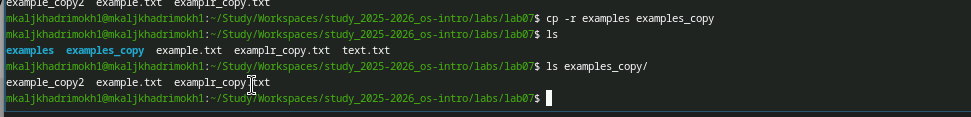 example_copy2  example.txt  examplr_copy.txt
mkaljkhadrimokh1@mkaljkhadrimokh1:~/Study/Workspaces/study_2025-2026_os-intro/labs/lab07$ cp -r examples examples_copy
mkaljkhadrimokh1@mkaljkhadrimokh1:~/Study/Workspaces/study_2025-2026_os-intro/labs/lab07$ ls
examples  examples_copy  example.txt  examplr_copy.txt  text.txt
mkaljkhadrimokh1@mkaljkhadrimokh1:~/Study/Workspaces/study_2025-2026_os-intro/labs/lab07$ ls examples_copy/
example_copy2  example.txt  examplr_copy.txt
mkaljkhadrimokh1@mkaljkhadrimokh1:~/Study/Workspaces/study_2025-2026_os-intro/labs/lab07$